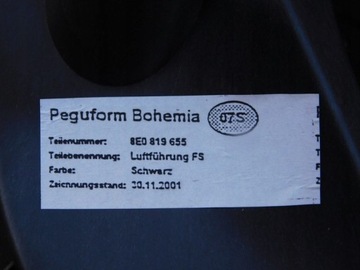 Peguform Bohemia 07S
Teilenummer: 8E0 819 655
Teilebenennung: Luftführung FS
Farbe: Schwarz
Zeichnungsstand: 30.11.2001